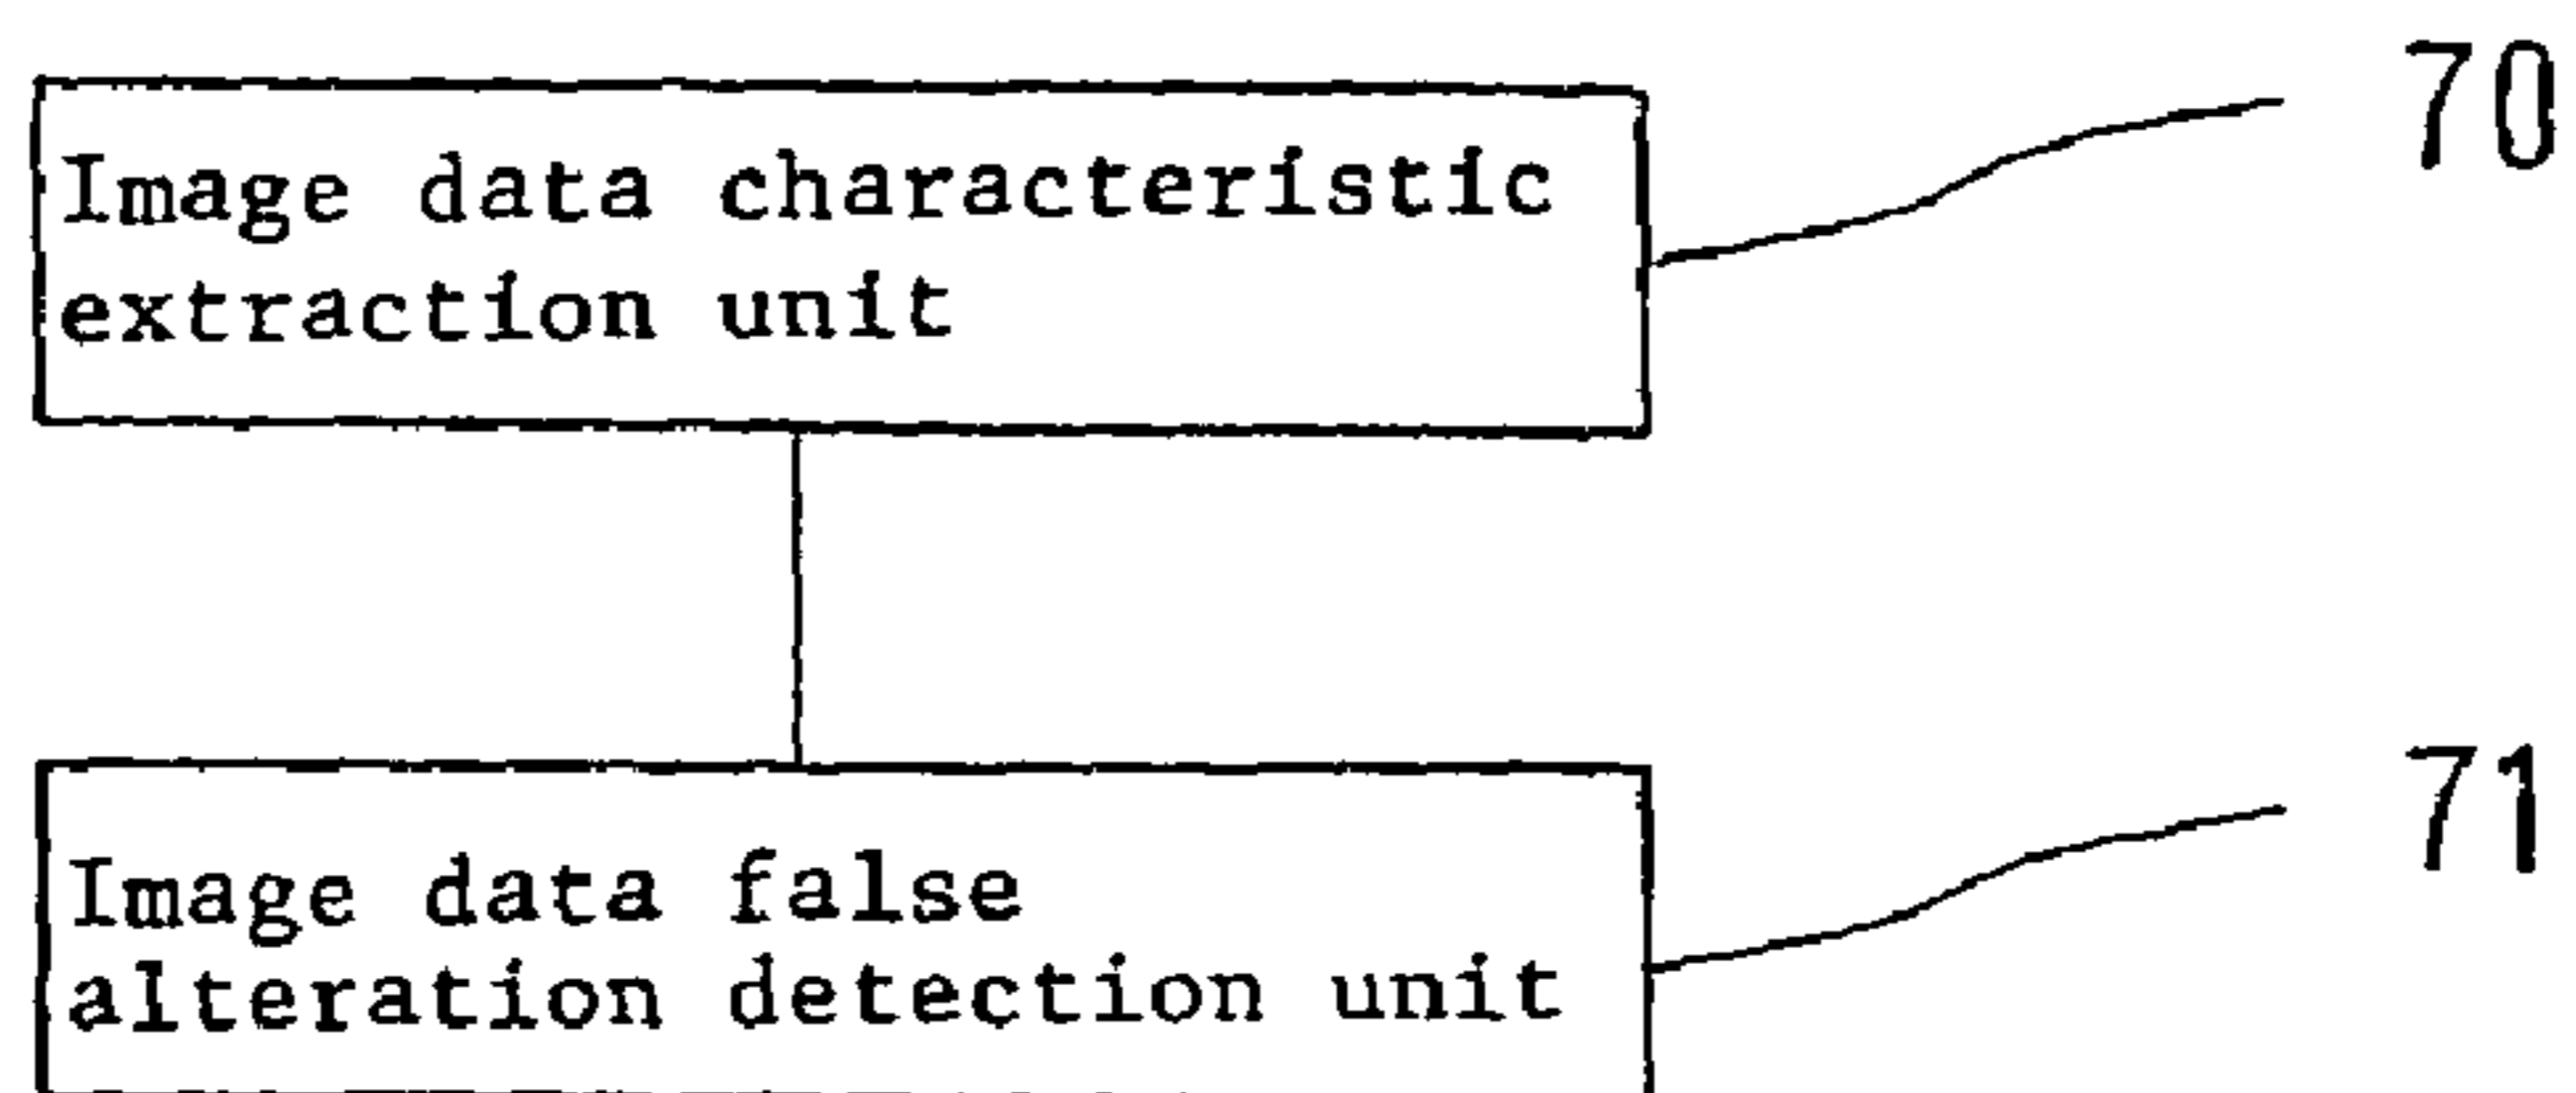 70
Image data characteristic
extraction unit
71
Image data false
alteration detection unit